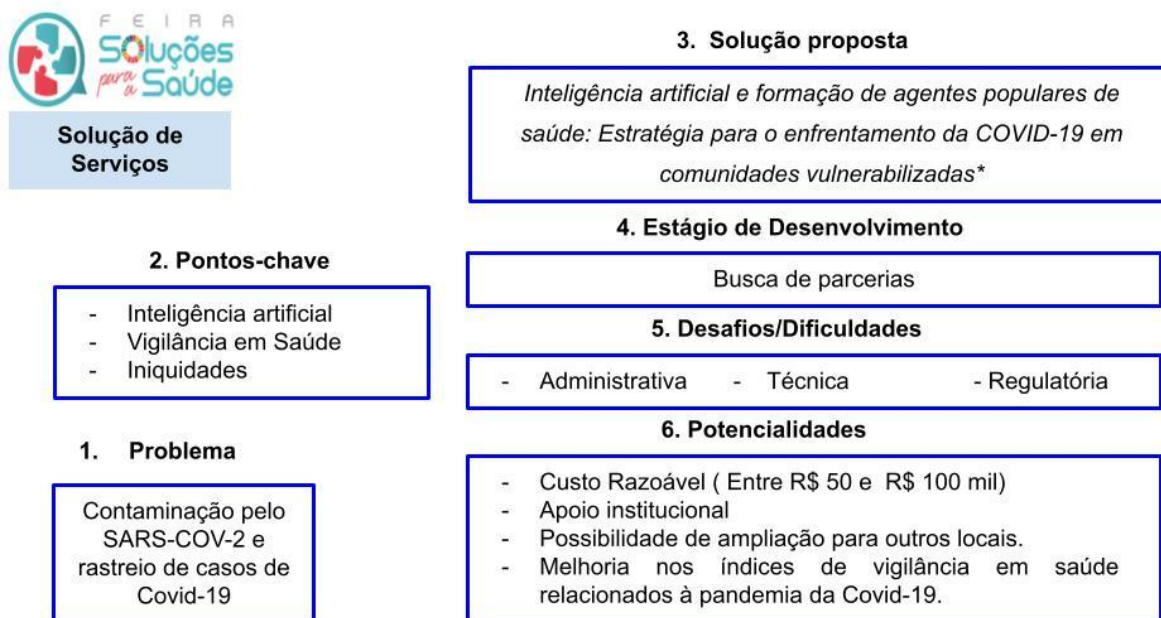 FEIRA
SOluções
para a
Saúde
Solução de
Serviços
2. Pontos-chave
- Inteligência artificial
- Vigilância em Saúde
- Iniquidades
1. Problema
Contaminação pelo
SARS-COV-2 e
rastreio de casos de
Covid-19
3. Solução proposta
Inteligência artificial e formação de agentes populares de
saúde: Estratégia para o enfrentamento da COVID-19 em
comunidades vulnerabilizadas*
4. Estágio de Desenvolvimento
Busca de parcerias
5. Desafios/Dificuldades
- Administrativa - Técnica - Regulatória
6. Potencialidades
- Custo Razoável ( Entre R$ 50 e R$ 100 mil)
- Apoio institucional
- Possibilidade de ampliação para outros locais.
- Melhoria nos índices de vigilância em saúde
relacionados à pandemia da Covid-19.